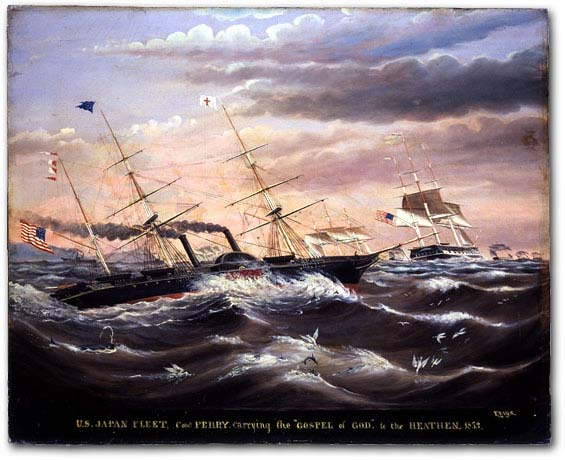 U.S. JAPAN FLEET, Com. PERRY. carrying the "GOSPEL of GOD" to the HEATHEN, 1853.